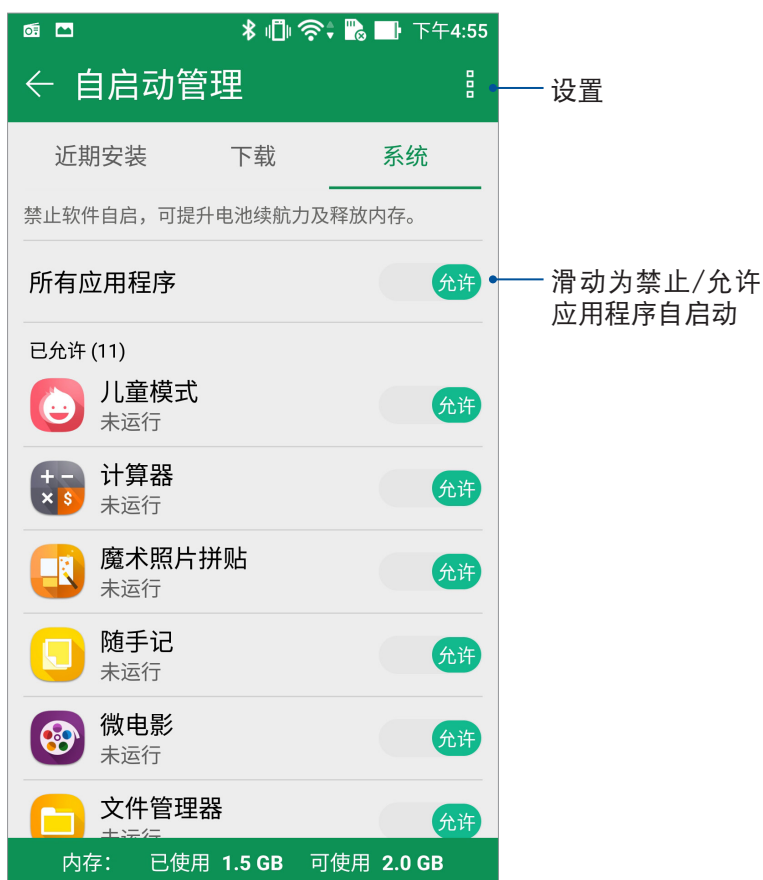 下午4:55
自启动管理
设置
近期安装 下载 系统
禁止软件自启，可提升电池续航力及释放内存。
所有应用程序 允许
滑动为禁止/允许
应用程序自启动
已允许 (11)
儿童模式
未运行
允许
计算器
未运行
允许
魔术照片拼贴
未运行
允许
随手记
未运行
允许
微电影
未运行
允许
文件管理器
未运行
允许
内存： 已使用 1.5 GB 可使用 2.0 GB